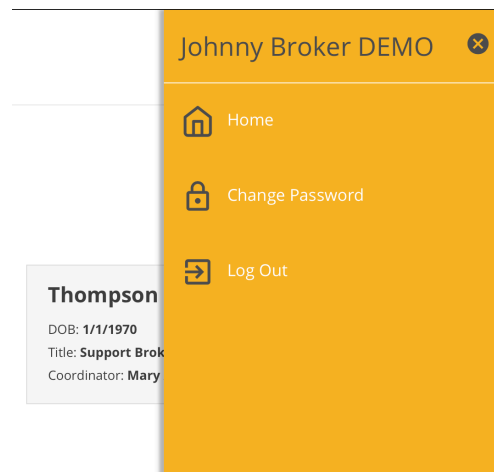 Johnny Broker DEMO
Home
Change Password
Log Out
Thompson
DOB: 1/1/1970
Title: Support Brok
Coordinator: Mary